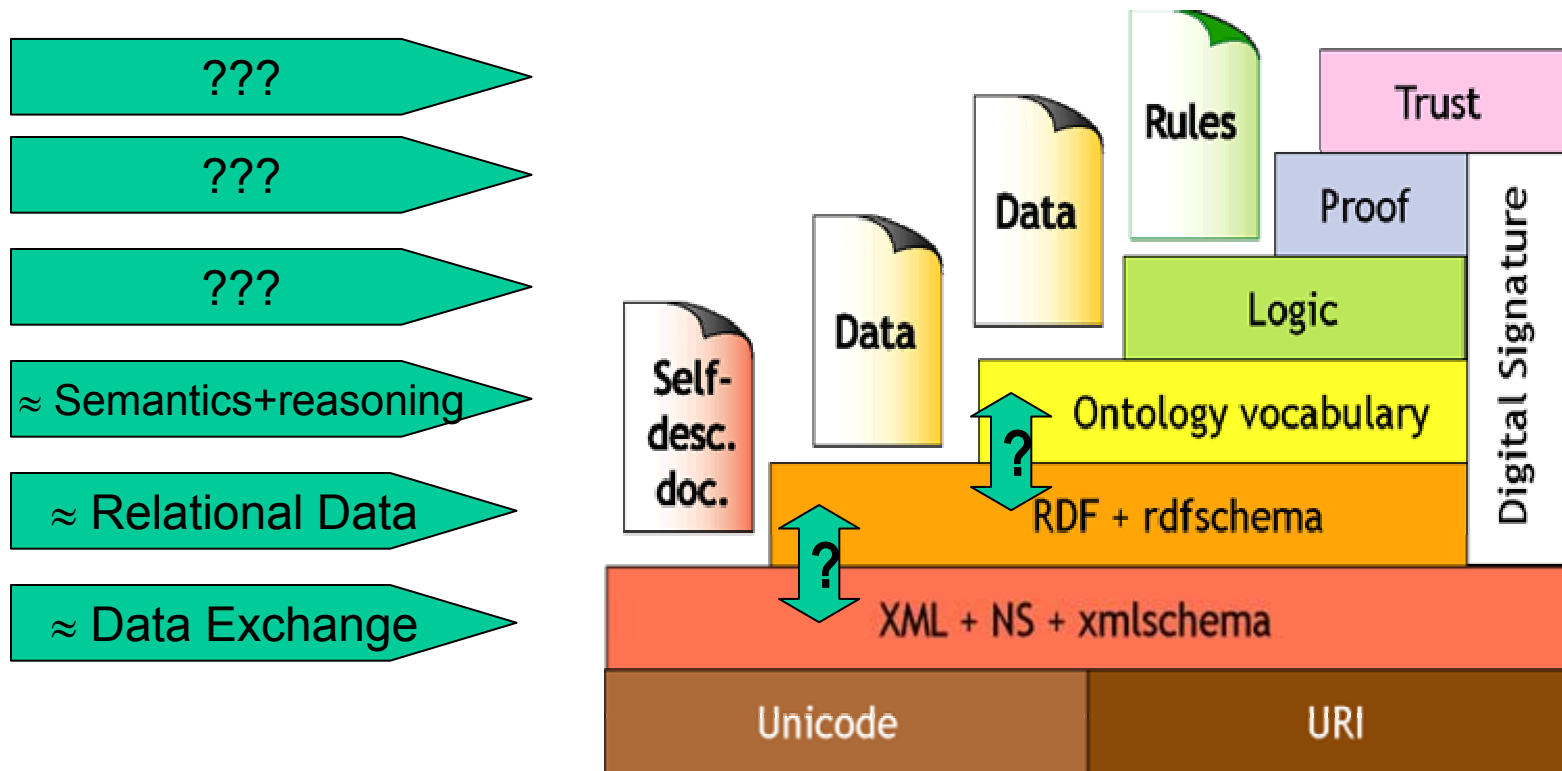 ???
???
???
≈ Semantics+reasoning
≈ Relational Data
≈ Data Exchange
Self-
desc.
doc.
Data
Data
Rules
Trust
Proof
Logic
Ontology vocabulary
?
RDF + rdfschema
?
XML + NS + xmlschema
Unicode
URI
Digital Signature